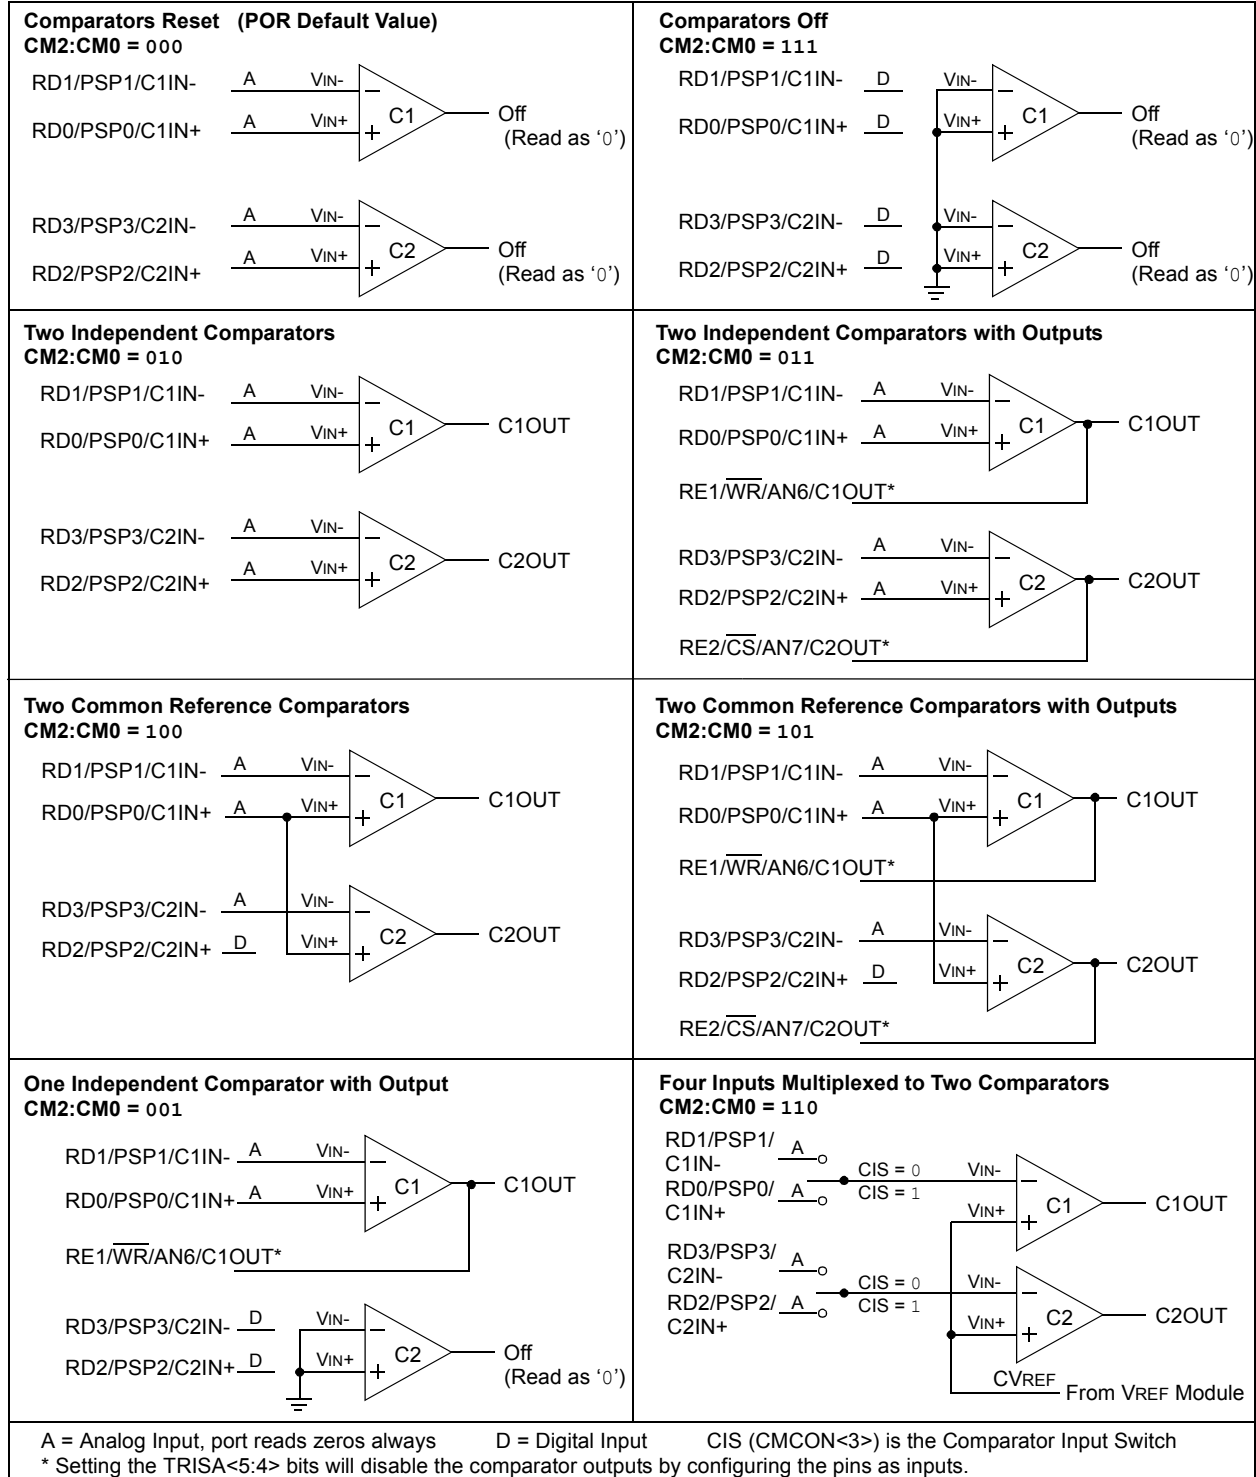 Comparators Reset (POR Default Value)
CM2:CM0 = 000
RD1/PSP1/C1IN- A VIN-
RD0/PSP0/C1IN+ A VIN+
C1
Off
(Read as ‘0’)
RD3/PSP3/C2IN- A VIN-
RD2/PSP2/C2IN+ A VIN+
C2
Off
(Read as ‘0’)
Comparators Off
CM2:CM0 = 111
RD1/PSP1/C1IN- D VIN-
RD0/PSP0/C1IN+ D VIN+
C1
Off
(Read as ‘0’)
RD3/PSP3/C2IN- D VIN-
RD2/PSP2/C2IN+ D VIN+
C2
Off
(Read as ‘0’)
Two Independent Comparators
CM2:CM0 = 010
RD1/PSP1/C1IN- A VIN-
RD0/PSP0/C1IN+ A VIN+
C1
C1OUT
RD3/PSP3/C2IN- A VIN-
RD2/PSP2/C2IN+ A VIN+
C2
C2OUT
Two Independent Comparators with Outputs
CM2:CM0 = 011
RD1/PSP1/C1IN- A VIN-
RD0/PSP0/C1IN+ A VIN+
C1
C1OUT
RE1/WR/AN6/C1OUT*
RD3/PSP3/C2IN- A VIN-
RD2/PSP2/C2IN+ A VIN+
C2
C2OUT
RE2/CS/AN7/C2OUT*
Two Common Reference Comparators
CM2:CM0 = 100
RD1/PSP1/C1IN- A VIN-
RD0/PSP0/C1IN+ A VIN+
C1
C1OUT
RD3/PSP3/C2IN- A VIN-
RD2/PSP2/C2IN+ D VIN+
C2
C2OUT
Two Common Reference Comparators with Outputs
CM2:CM0 = 101
RD1/PSP1/C1IN- A VIN-
RD0/PSP0/C1IN+ A VIN+
C1
C1OUT
RE1/WR/AN6/C1OUT*
RD3/PSP3/C2IN- A VIN-
RD2/PSP2/C2IN+ D VIN+
C2
C2OUT
RE2/CS/AN7/C2OUT*
One Independent Comparator with Output
CM2:CM0 = 001
RD1/PSP1/C1IN- A VIN-
RD0/PSP0/C1IN+ A VIN+
C1
C1OUT
RE1/WR/AN6/C1OUT*
RD3/PSP3/C2IN- D VIN-
RD2/PSP2/C2IN+ D VIN+
C2
Off
(Read as ‘0’)
Four Inputs Multiplexed to Two Comparators
CM2:CM0 = 110
RD1/PSP1/
C1IN- A
RD0/PSP0/
C1IN+ A
CIS = 0 VIN-
CIS = 1
VIN+
C1
C1OUT
RD3/PSP3/
C2IN- A
RD2/PSP2/
C2IN+ A
CIS = 0 VIN-
CIS = 1
VIN+
C2
C2OUT
CVREF
From VREF Module
A = Analog Input, port reads zeros always D = Digital Input CIS (CMCON<3>) is the Comparator Input Switch
* Setting the TRISA<5:4> bits will disable the comparator outputs by configuring the pins as inputs.